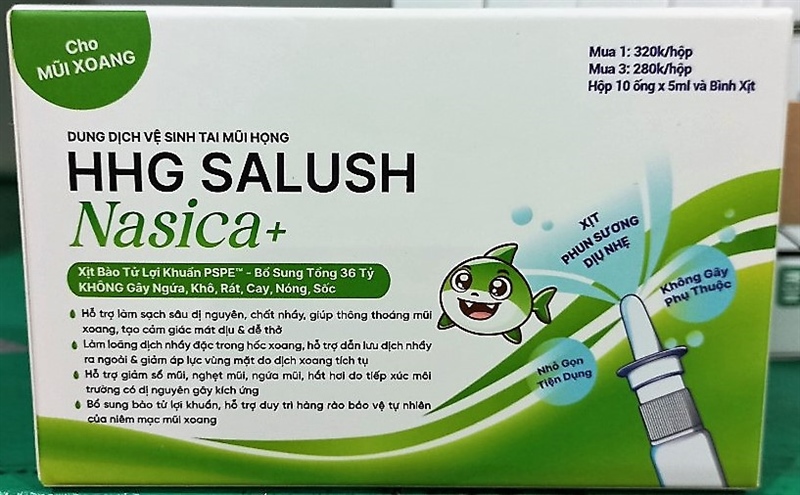 Cho
MŨI XOANG
Mua 1: 320k/hộp
Mua 3: 280k/hộp
Hộp 10 ống x 5ml và Bình Xịt
DUNG DỊCH VỆ SINH TAI MŨI HỌNG
HHG SALUSH
Nasica+
Xịt Bào Tử Lợi Khuẩn PSPE™ - Bổ Sung Tổng 36 Tỷ
KHÔNG Gây Ngứa, Khô, Rát, Cay, Nóng, Sốc
Hỗ trợ làm sạch sâu dị nguyên, chất nhầy, giúp thông thoáng mũi
xoang, tạo cảm giác mát dịu & dễ thở
Làm loãng dịch nhầy đặc trong hốc xoang, hỗ trợ dẫn lưu dịch nhầy
ra ngoài & giảm áp lực vùng mặt do dịch xoang tích tụ
Hỗ trợ giảm sổ mũi, nghẹt mũi, ngứa mũi, hắt hơi do tiếp xúc môi
trường có dị nguyên gây kích ứng
Bổ sung bào tử lợi khuẩn, hỗ trợ duy trì hàng rào bảo vệ tự nhiên
của niêm mạc mũi xoang
XỊT
PHUN SƯƠNG
DỊU NHẸ
Không Gây
Phụ Thuộc
Nhỏ Gọn
Tiện Dụng